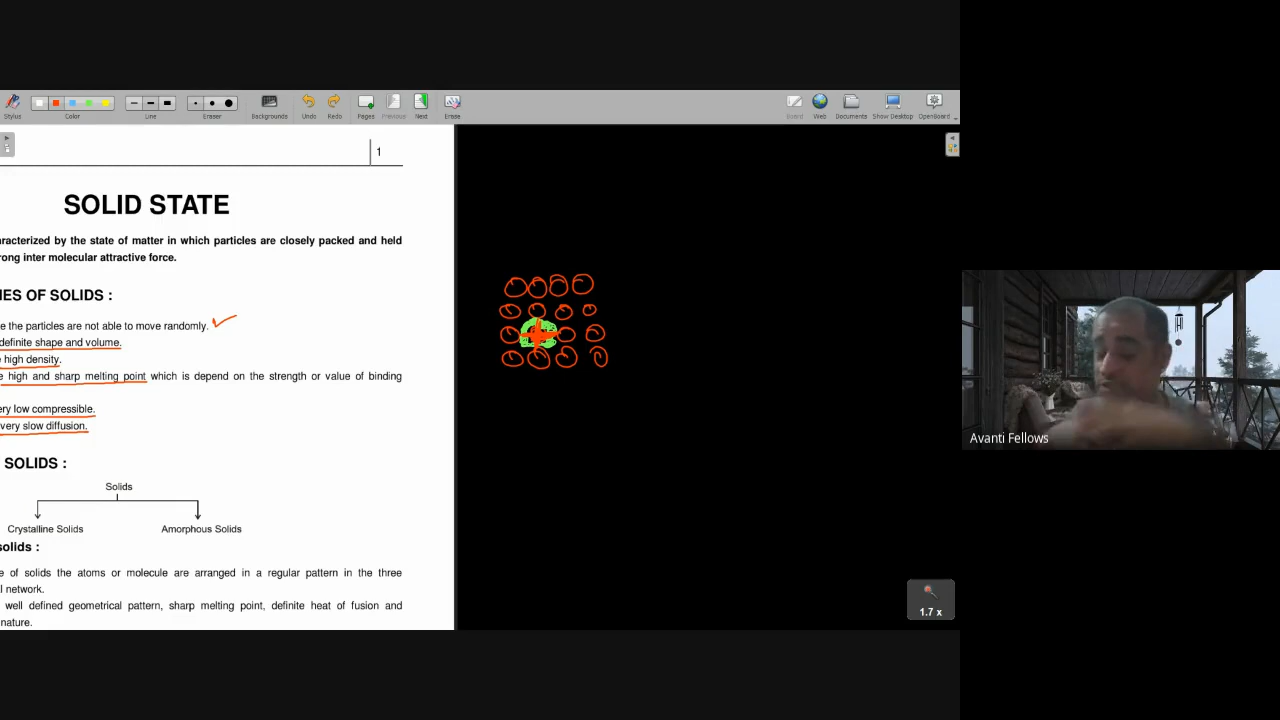 Stylus Color Line Eraser Backgrounds Undo Redo Pages Previous Next Erase Board Web Documents Show Desktop OpenBoard
1
SOLID STATE
aracterized by the state of matter in which particles are closely packed and held
rong inter molecular attractive force.
IES OF SOLIDS :
e the particles are not able to move randomly.
definite shape and volume.
e high density.
e high and sharp melting point which is depend on the strength or value of binding
ery low compressible.
very slow diffusion.
SOLIDS :
Solids
Crystalline Solids Amorphous Solids
solids :
e of solids the atoms or molecule are arranged in a regular pattern in the three
l network.
well defined geometrical pattern, sharp melting point, definite heat of fusion and
nature.
1.7 x
Avanti Fellows